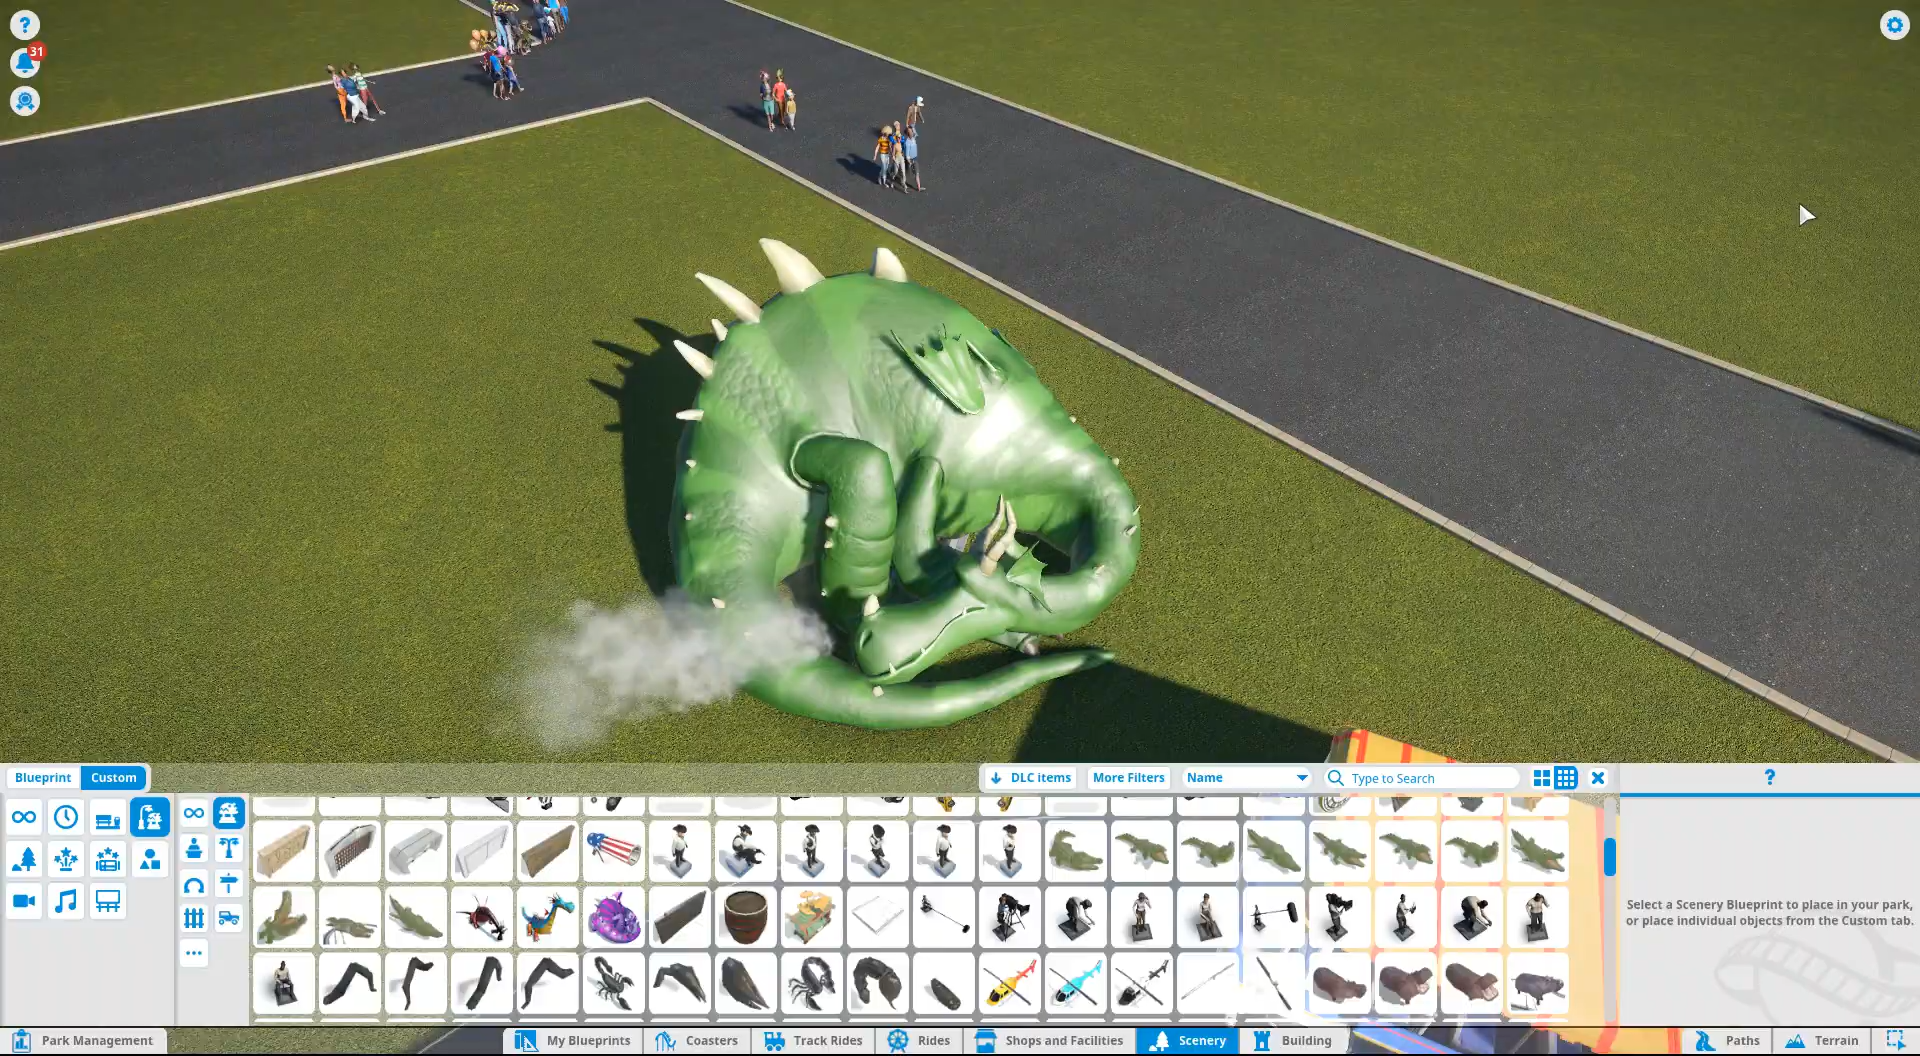 ?
31
Blueprint
Custom
DLC items
More Filters
Name
Type to Search
?
Select a Scenery Blueprint to place in your park,
or place individual objects from the Custom tab.
Park Management
My Blueprints
Coasters
Track Rides
Rides
Shops and Facilities
Scenery
Building
Paths
Terrain